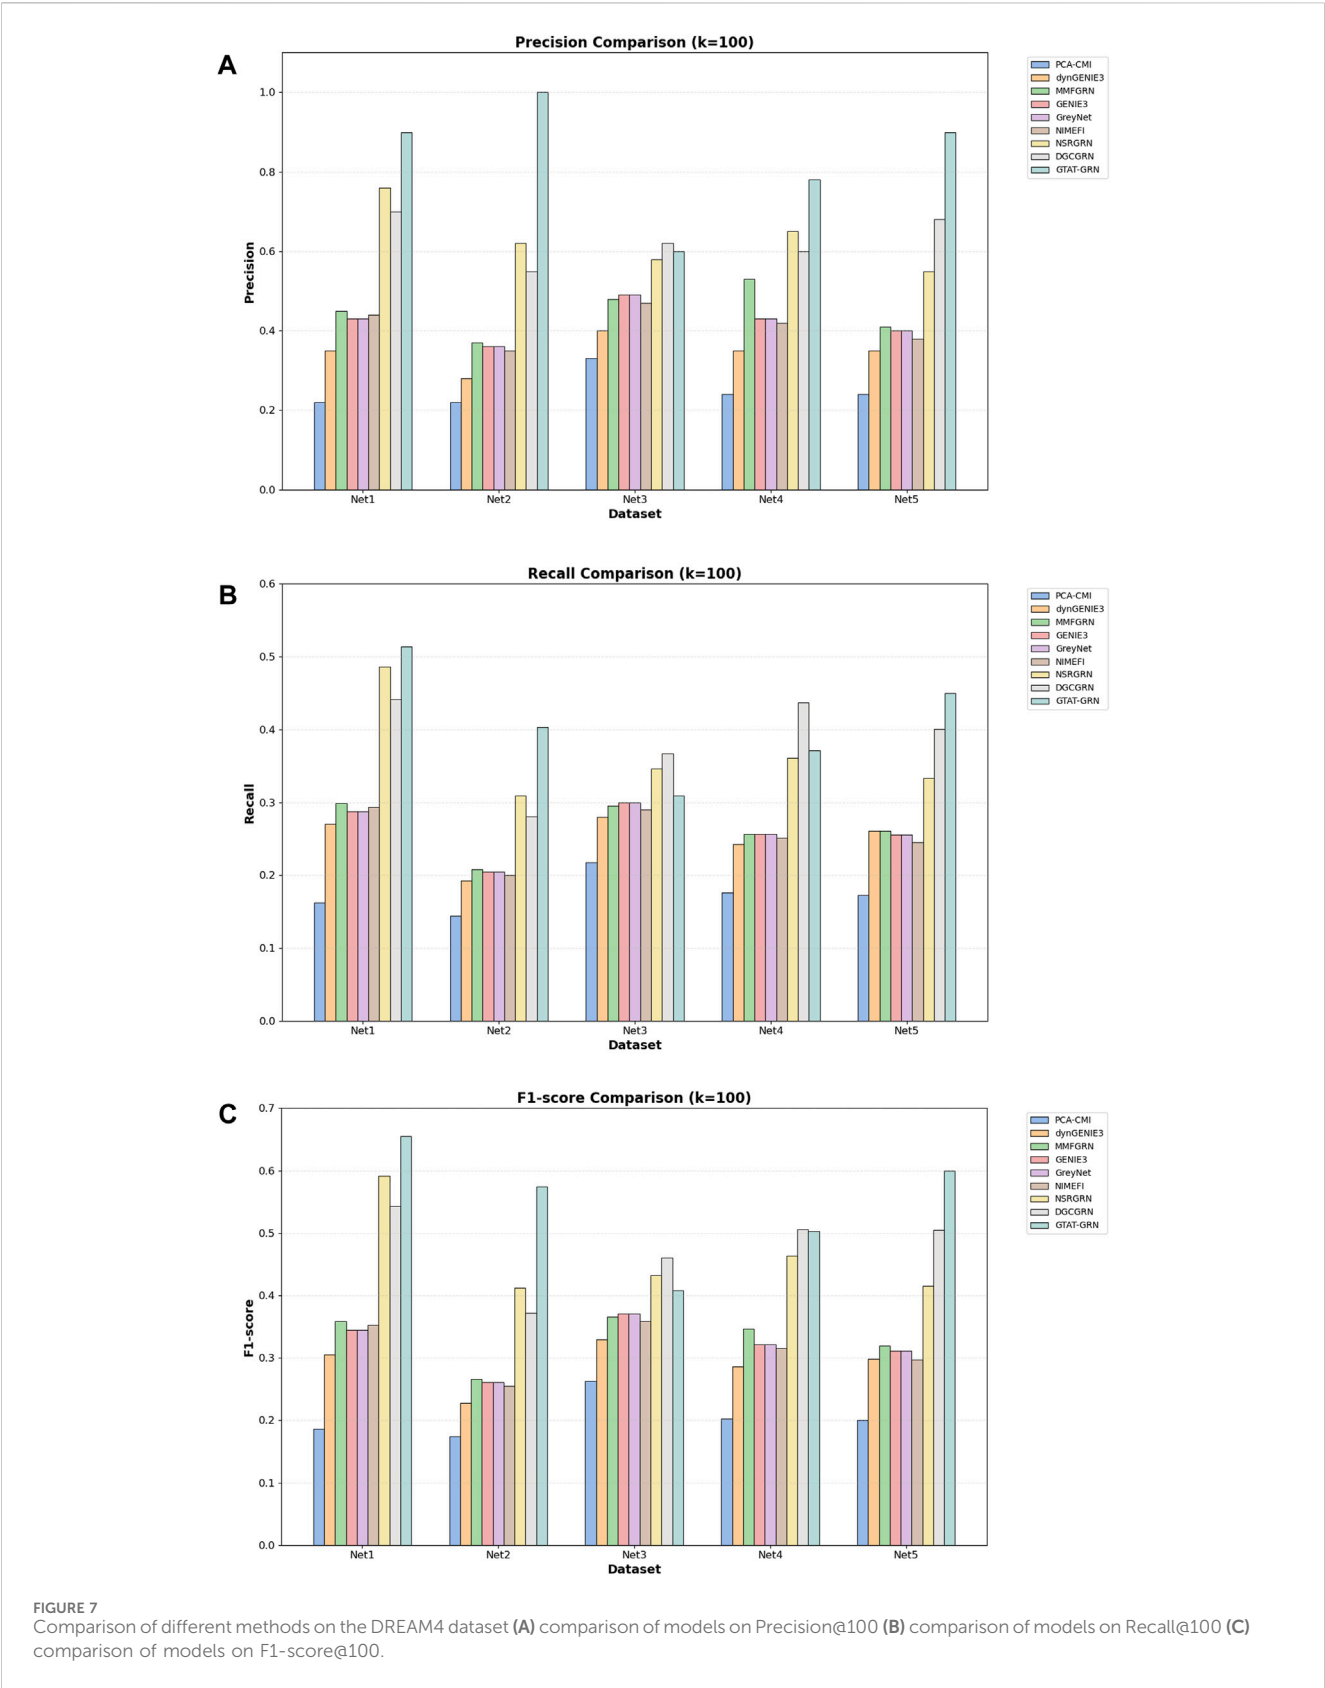 A
Precision Comparison (k=100)
1.0
0.8
0.6
0.4
0.2
0.0
Precision
Net1 Net2 Net3 Net4 Net5
Dataset
PCA-CMI
dynGENIE3
MMFGRN
GENIE3
GreyNet
NIMEFI
NSRGRN
DGCGRN
GTAT-GRN
B
Recall Comparison (k=100)
0.6
0.5
0.4
0.3
0.2
0.1
0.0
Recall
Net1 Net2 Net3 Net4 Net5
Dataset
PCA-CMI
dynGENIE3
MMFGRN
GENIE3
GreyNet
NIMEFI
NSRGRN
DGCGRN
GTAT-GRN
C
F1-score Comparison (k=100)
0.7
0.6
0.5
0.4
0.3
0.2
0.1
0.0
F1-score
Net1 Net2 Net3 Net4 Net5
Dataset
PCA-CMI
dynGENIE3
MMFGRN
GENIE3
GreyNet
NIMEFI
NSRGRN
DGCGRN
GTAT-GRN
FIGURE 7
Comparison of different methods on the DREAM4 dataset (A) comparison of models on Precision@100 (B) comparison of models on Recall@100 (C)
comparison of models on F1-score@100.